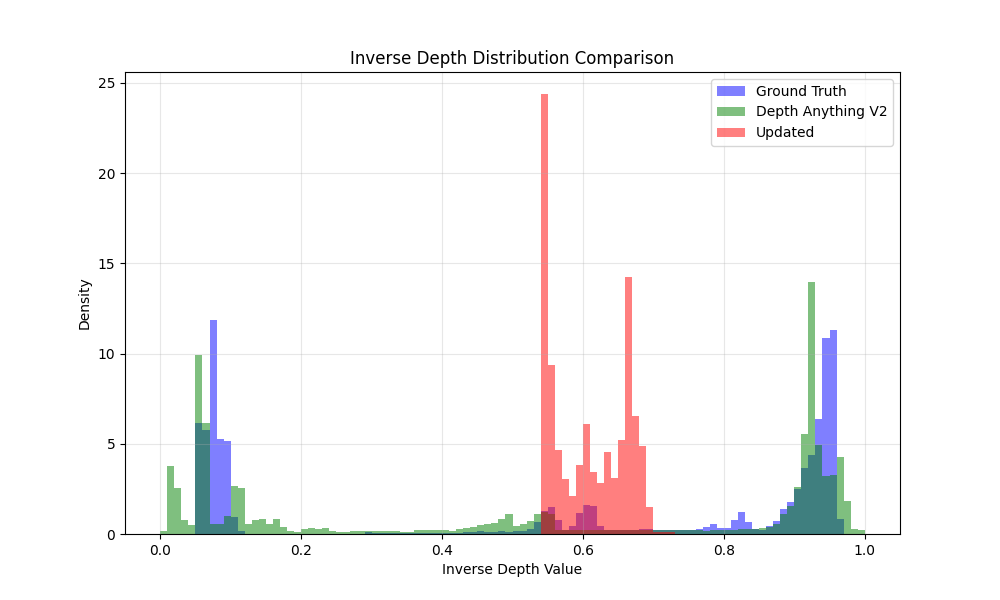 Inverse Depth Distribution Comparison
Ground Truth
Depth Anything V2
Updated
Density
25
20
15
10
5
0
0.0 0.2 0.4 0.6 0.8 1.0
Inverse Depth Value